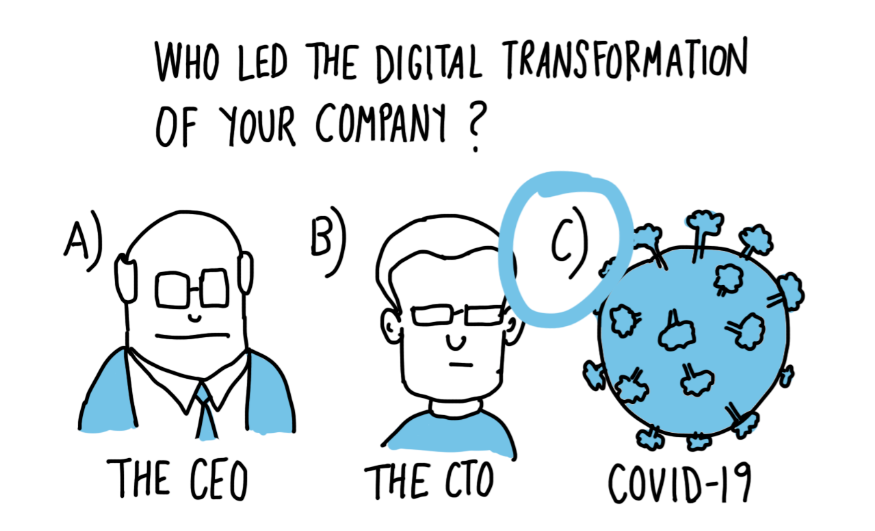 WHO LED THE DIGITAL TRANSFORMATION
OF YOUR COMPANY?
A)
B)
C)
THE CEO
THE CTO
COVID-19